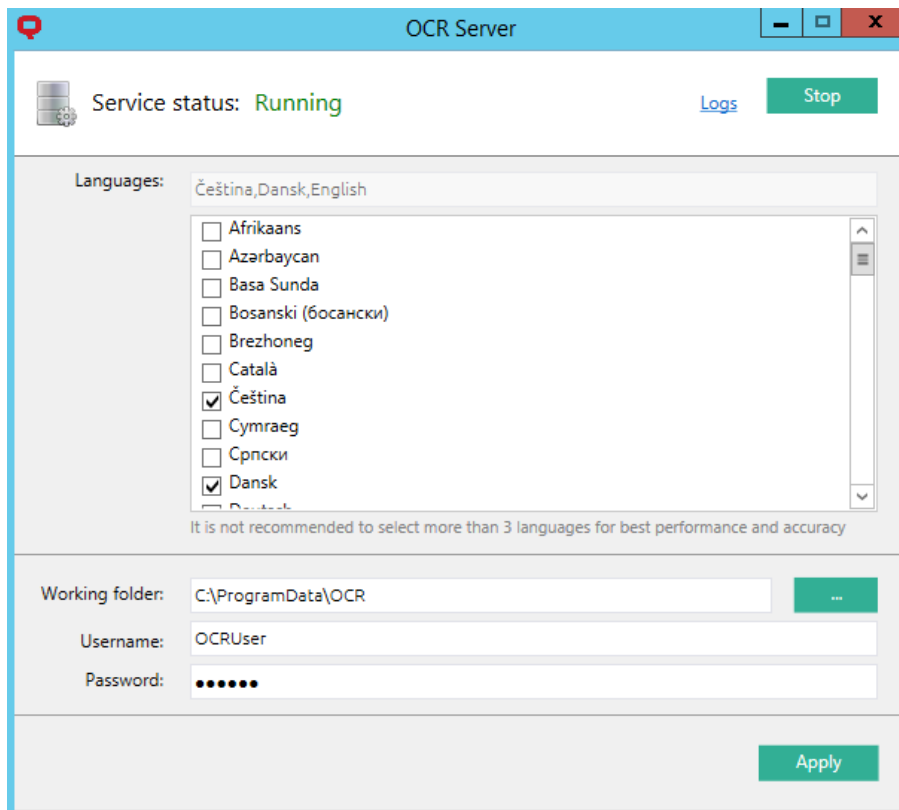 OCR Server
Service status: Running
Logs
Stop
Languages:
Čeština,Dansk,English
Afrikaans
Azərbaycan
Basa Sunda
Bosanski (босански)
Brezhoneg
Català
Čeština
Cymraeg
Српски
Dansk
Deutsch
It is not recommended to select more than 3 languages for best performance and accuracy
Working folder:
C:\ProgramData\OCR
...
Username:
OCRUser
Password:
••••••
Apply